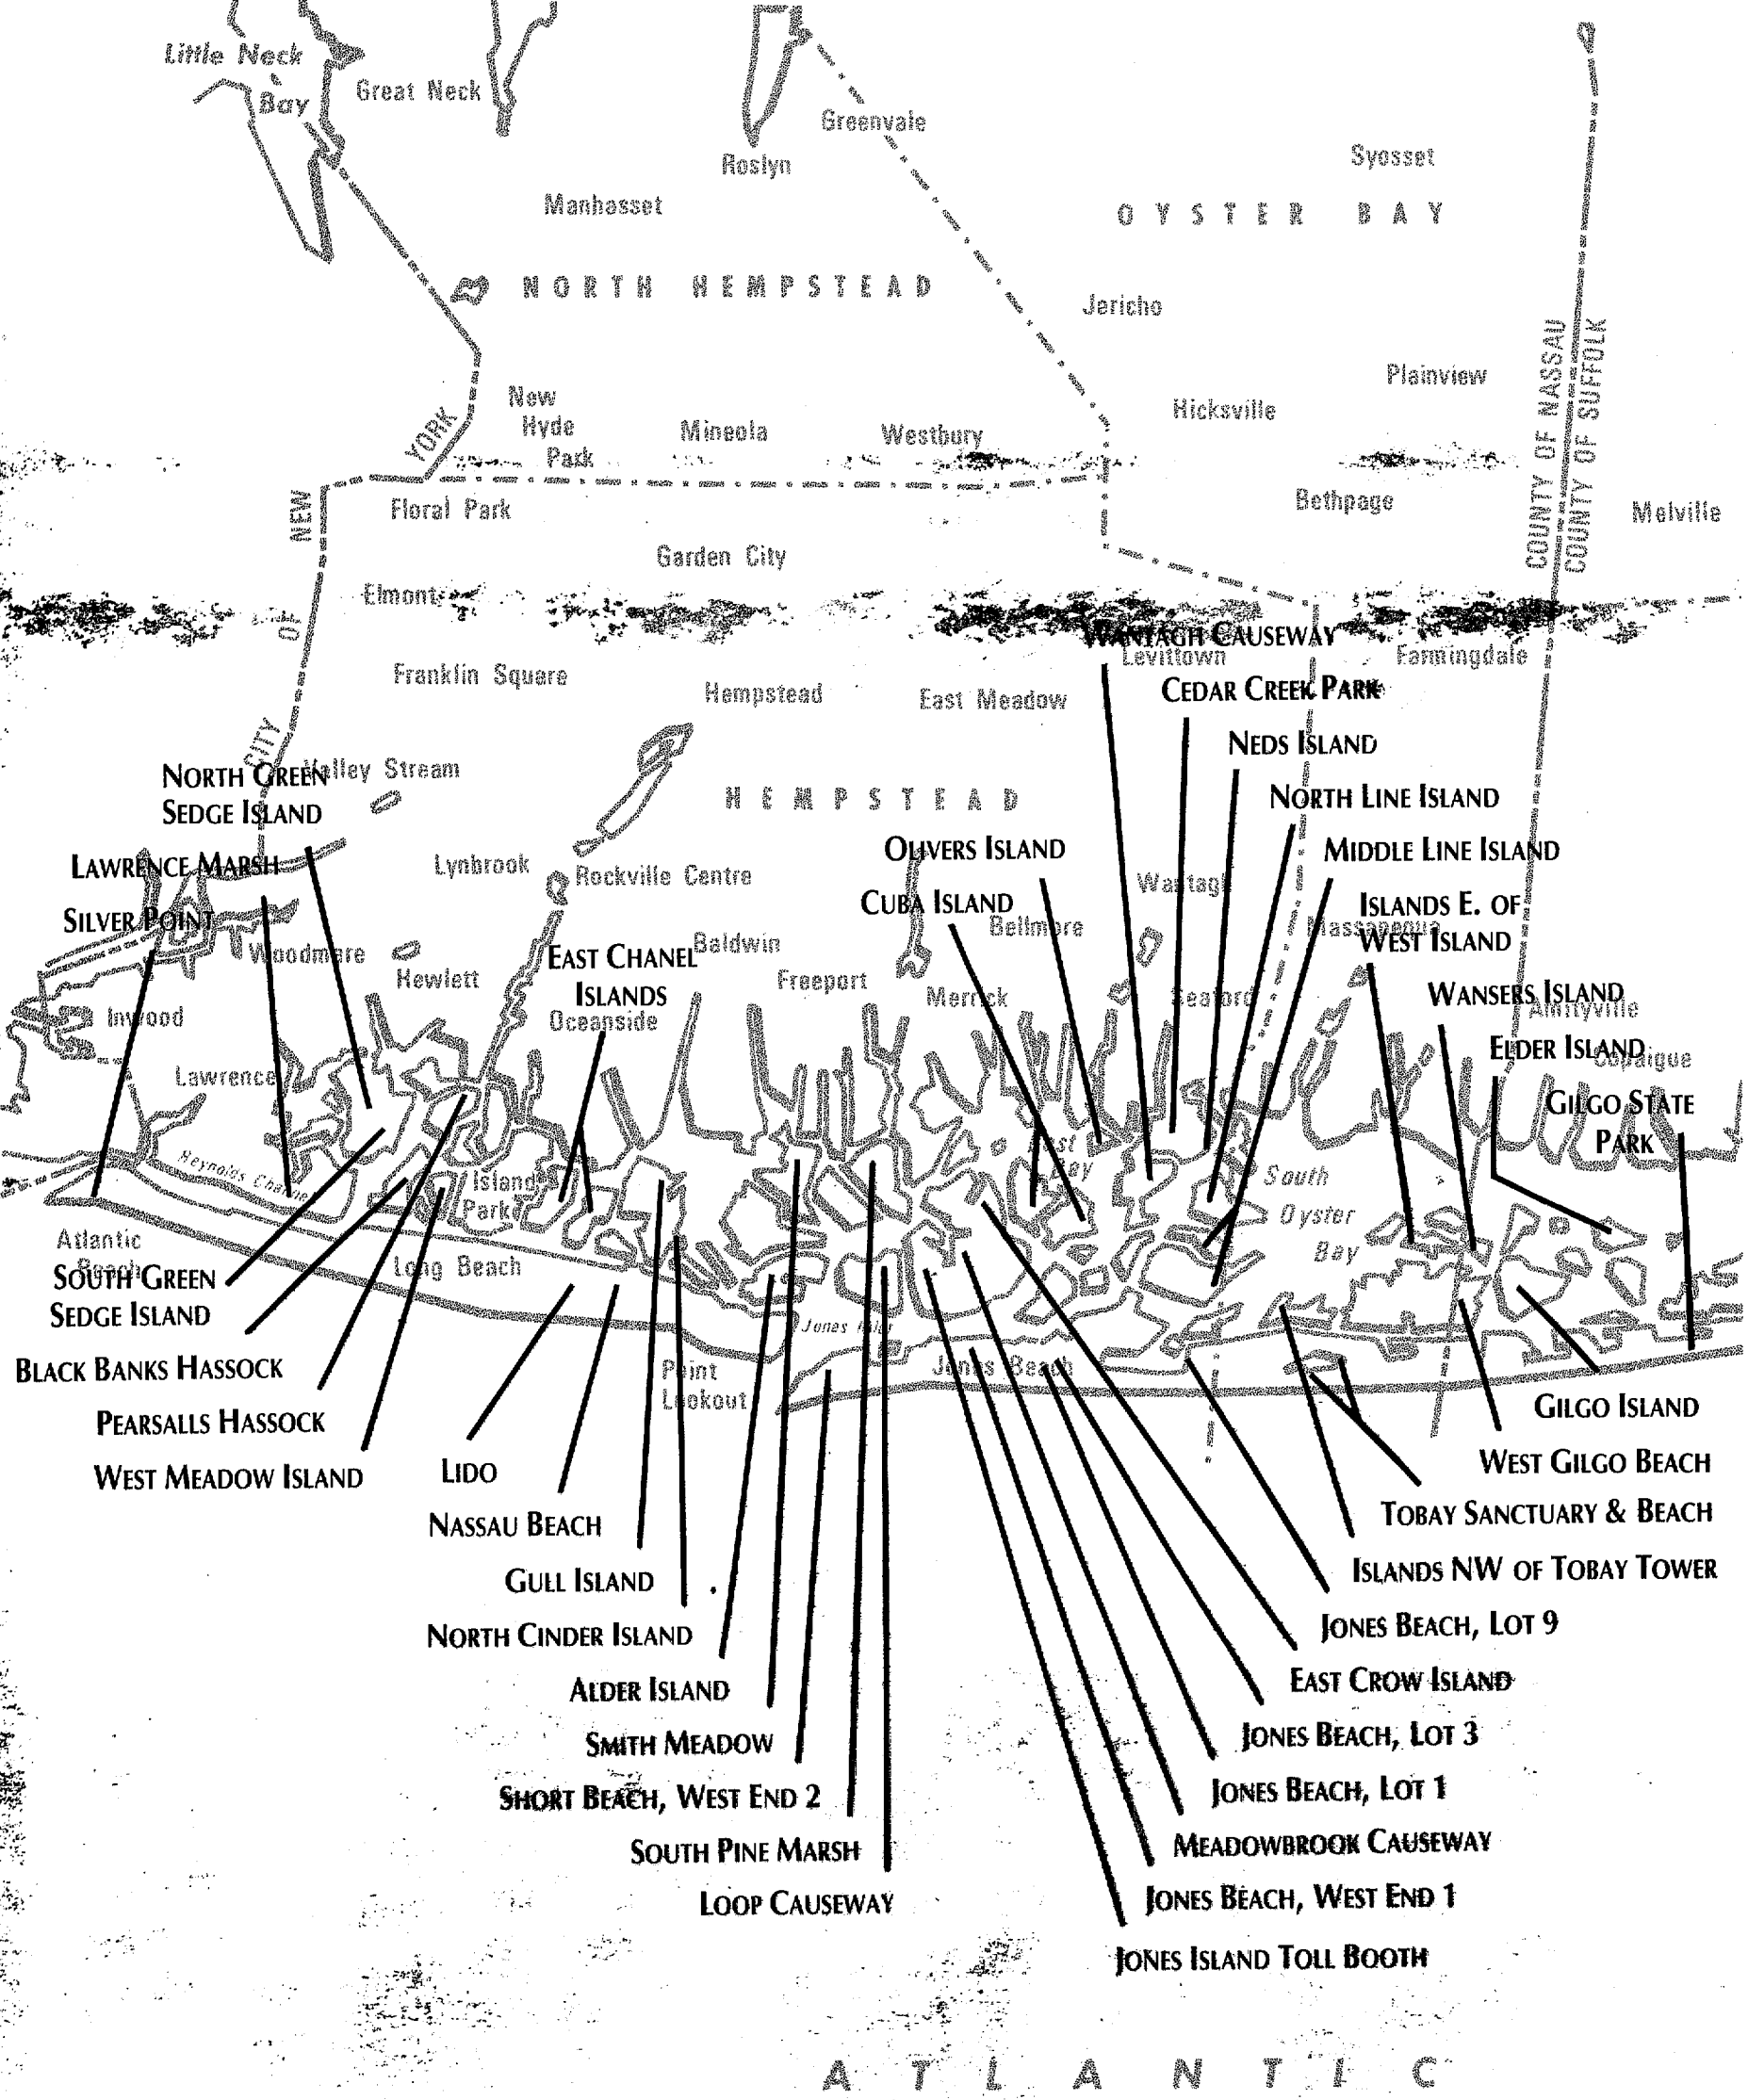 Little Neck
Bay
Great Neck
Greenvale
Roslyn
Syosset
Manhasset
OYSTER BAY
NORTH HEMPSTEAD
Jericho
COUNTY OF NASSAU
COUNTY OF SUFFOLK
Plainview
New
Hyde
Park
Hicksville
YORK
Mineola
Westbury
NEW
Floral Park
Bethpage
Melville
Garden City
Elmont
OF
WANTAGH CAUSEWAY
Levittown
Farmingdale
Franklin Square
Hempstead
East Meadow
CEDAR CREEK PARK
CITY
NEDS ISLAND
NORTH GREEN
SEDGE ISLAND
Valley Stream
HEMPSTEAD
NORTH LINE ISLAND
OLIVERS ISLAND
MIDDLE LINE ISLAND
LAWRENCE MARSH
Lynbrook
Rockville Centre
Wantagh
CUBA ISLAND
ISLANDS E. OF
WEST ISLAND
SILVER POINT
Bellmore
Massapequa
Woodmere
EAST CHANEL
ISLANDS
Baldwin
Hewlett
Freeport
Merrick
Seaford
WANSERS ISLAND
Amityville
Inwood
Oceanside
ELDER ISLAND
Copaigue
Lawrence
GILGO STATE
PARK
East
Bay
Reynolds Channel
Island
Park
South
Oyster
Bay
Atlantic
Beach
SOUTH GREEN
SEDGE ISLAND
Long Beach
Jones Inlet
BLACK BANKS HASSOCK
Point
Lookout
Jones Beach
GILGO ISLAND
PEARSALLS HASSOCK
WEST GILGO BEACH
WEST MEADOW ISLAND
LIDO
TOBAY SANCTUARY & BEACH
NASSAU BEACH
ISLANDS NW OF TOBAY TOWER
GULL ISLAND
JONES BEACH, LOT 9
NORTH CINDER ISLAND
EAST CROW ISLAND
ALDER ISLAND
JONES BEACH, LOT 3
SMITH MEADOW
JONES BEACH, LOT 1
SHORT BEACH, WEST END 2
MEADOWBROOK CAUSEWAY
SOUTH PINE MARSH
JONES BEACH, WEST END 1
LOOP CAUSEWAY
JONES ISLAND TOLL BOOTH
ATLANTIC